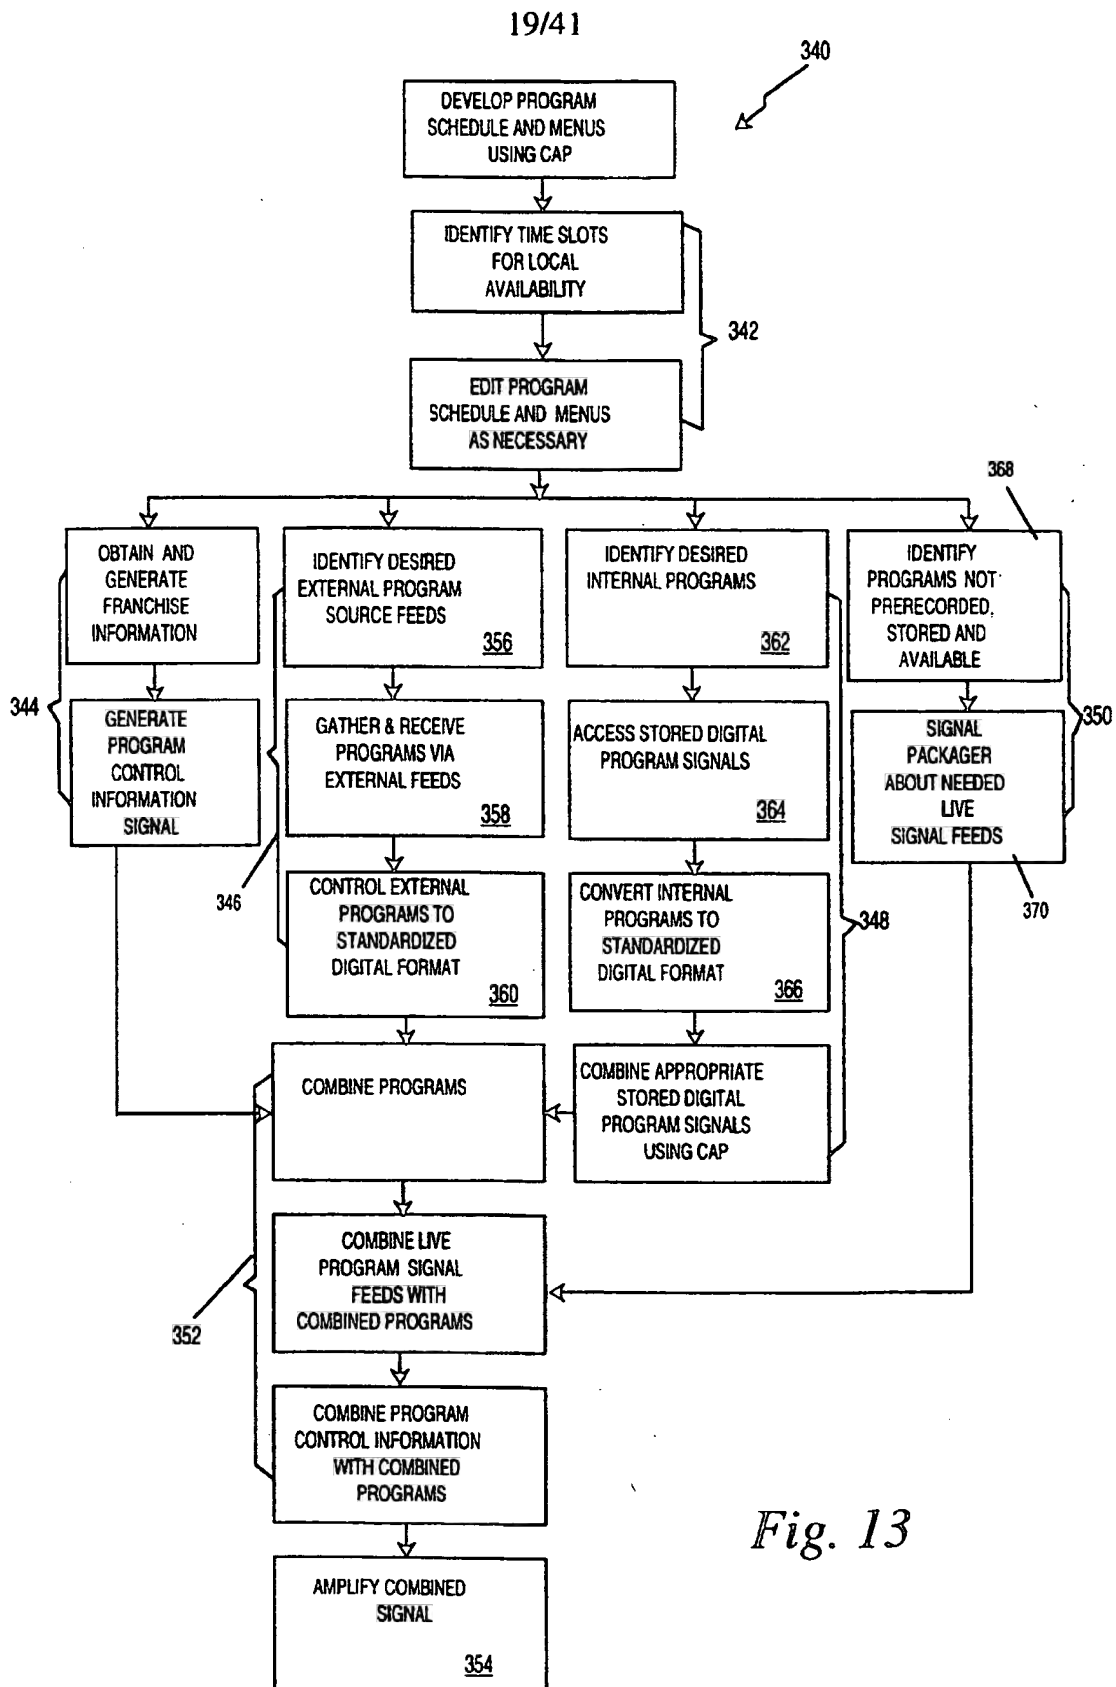 19/41
340
DEVELOP PROGRAM
SCHEDULE AND MENUS
USING CAP
IDENTIFY TIME SLOTS
FOR LOCAL
AVAILABILITY
342
EDIT PROGRAM
SCHEDULE AND MENUS
AS NECESSARY
344
OBTAIN AND
GENERATE
FRANCHISE
INFORMATION
GENERATE
PROGRAM
CONTROL
INFORMATION
SIGNAL
346
IDENTIFY DESIRED
EXTERNAL PROGRAM
SOURCE FEEDS
356
GATHER & RECEIVE
PROGRAMS VIA
EXTERNAL FEEDS
358
CONTROL EXTERNAL
PROGRAMS TO
STANDARDIZED
DIGITAL FORMAT
360
IDENTIFY DESIRED
INTERNAL PROGRAMS
362
ACCESS STORED DIGITAL
PROGRAM SIGNALS
364
CONVERT INTERNAL
PROGRAMS TO
STANDARDIZED
DIGITAL FORMAT
366
348
COMBINE APPROPRIATE
STORED DIGITAL
PROGRAM SIGNALS
USING CAP
368
IDENTIFY
PROGRAMS NOT
PRERECORDED,
STORED AND
AVAILABLE
350
SIGNAL
PACKAGER
ABOUT NEEDED
LIVE
SIGNAL FEEDS
370
COMBINE PROGRAMS
352
COMBINE LIVE
PROGRAM SIGNAL
FEEDS WITH
COMBINED PROGRAMS
COMBINE PROGRAM
CONTROL INFORMATION
WITH COMBINED
PROGRAMS
AMPLIFY COMBINED
SIGNAL
354
Fig. 13